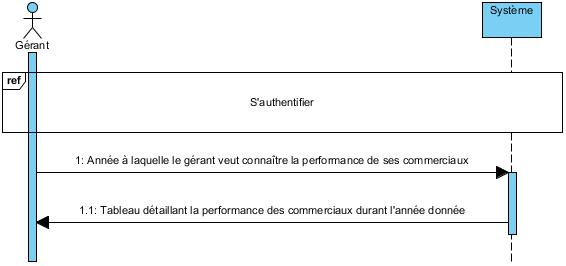 Système
Gérant
ref
S'authentifier
1: Année à laquelle le gérant veut connaître la performance de ses commerciaux
1.1: Tableau détaillant la performance des commerciaux durant l'année donnée